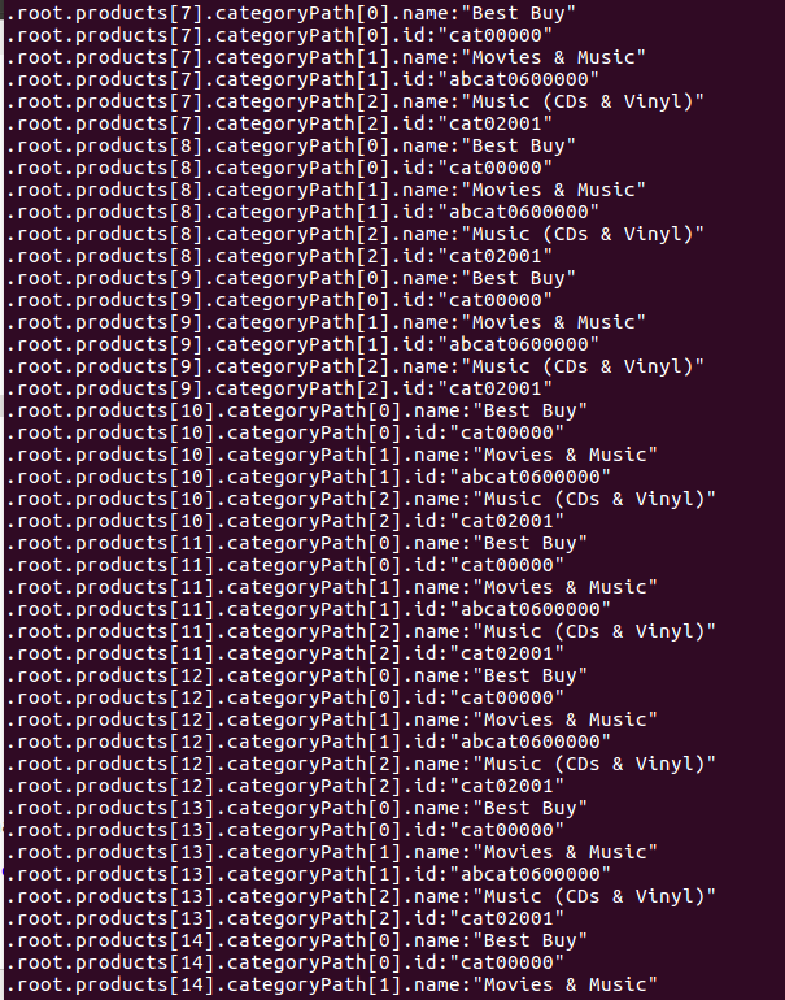 .root.products[7].categoryPath[0].name:"Best Buy"
.root.products[7].categoryPath[0].id:"cat00000"
.root.products[7].categoryPath[1].name:"Movies & Music"
.root.products[7].categoryPath[1].id:"abcat0600000"
.root.products[7].categoryPath[2].name:"Music (CDs & Vinyl)"
.root.products[7].categoryPath[2].id:"cat02001"
.root.products[8].categoryPath[0].name:"Best Buy"
.root.products[8].categoryPath[0].id:"cat00000"
.root.products[8].categoryPath[1].name:"Movies & Music"
.root.products[8].categoryPath[1].id:"abcat0600000"
.root.products[8].categoryPath[2].name:"Music (CDs & Vinyl)"
.root.products[8].categoryPath[2].id:"cat02001"
.root.products[9].categoryPath[0].name:"Best Buy"
.root.products[9].categoryPath[0].id:"cat00000"
.root.products[9].categoryPath[1].name:"Movies & Music"
.root.products[9].categoryPath[1].id:"abcat0600000"
.root.products[9].categoryPath[2].name:"Music (CDs & Vinyl)"
.root.products[9].categoryPath[2].id:"cat02001"
.root.products[10].categoryPath[0].name:"Best Buy"
.root.products[10].categoryPath[0].id:"cat00000"
.root.products[10].categoryPath[1].name:"Movies & Music"
.root.products[10].categoryPath[1].id:"abcat0600000"
.root.products[10].categoryPath[2].name:"Music (CDs & Vinyl)"
.root.products[10].categoryPath[2].id:"cat02001"
.root.products[11].categoryPath[0].name:"Best Buy"
.root.products[11].categoryPath[0].id:"cat00000"
.root.products[11].categoryPath[1].name:"Movies & Music"
.root.products[11].categoryPath[1].id:"abcat0600000"
.root.products[11].categoryPath[2].name:"Music (CDs & Vinyl)"
.root.products[11].categoryPath[2].id:"cat02001"
.root.products[12].categoryPath[0].name:"Best Buy"
.root.products[12].categoryPath[0].id:"cat00000"
.root.products[12].categoryPath[1].name:"Movies & Music"
.root.products[12].categoryPath[1].id:"abcat0600000"
.root.products[12].categoryPath[2].name:"Music (CDs & Vinyl)"
.root.products[12].categoryPath[2].id:"cat02001"
.root.products[13].categoryPath[0].name:"Best Buy"
.root.products[13].categoryPath[0].id:"cat00000"
.root.products[13].categoryPath[1].name:"Movies & Music"
.root.products[13].categoryPath[1].id:"abcat0600000"
.root.products[13].categoryPath[2].name:"Music (CDs & Vinyl)"
.root.products[13].categoryPath[2].id:"cat02001"
.root.products[14].categoryPath[0].name:"Best Buy"
.root.products[14].categoryPath[0].id:"cat00000"
.root.products[14].categoryPath[1].name:"Movies & Music"